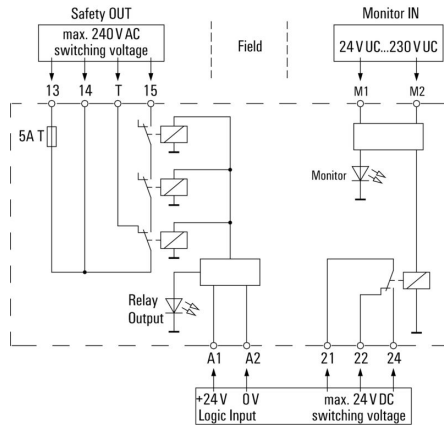 Safety OUT
max. 240 V AC
switching voltage
Field
Monitor IN
24 V UC...230 V UC
13
14
T
15
M1
M2
5A T
Monitor
Relay
Output
A1
A2
21
22
24
+24 V
0 V
Logic Input
max. 24 V DC
switching voltage